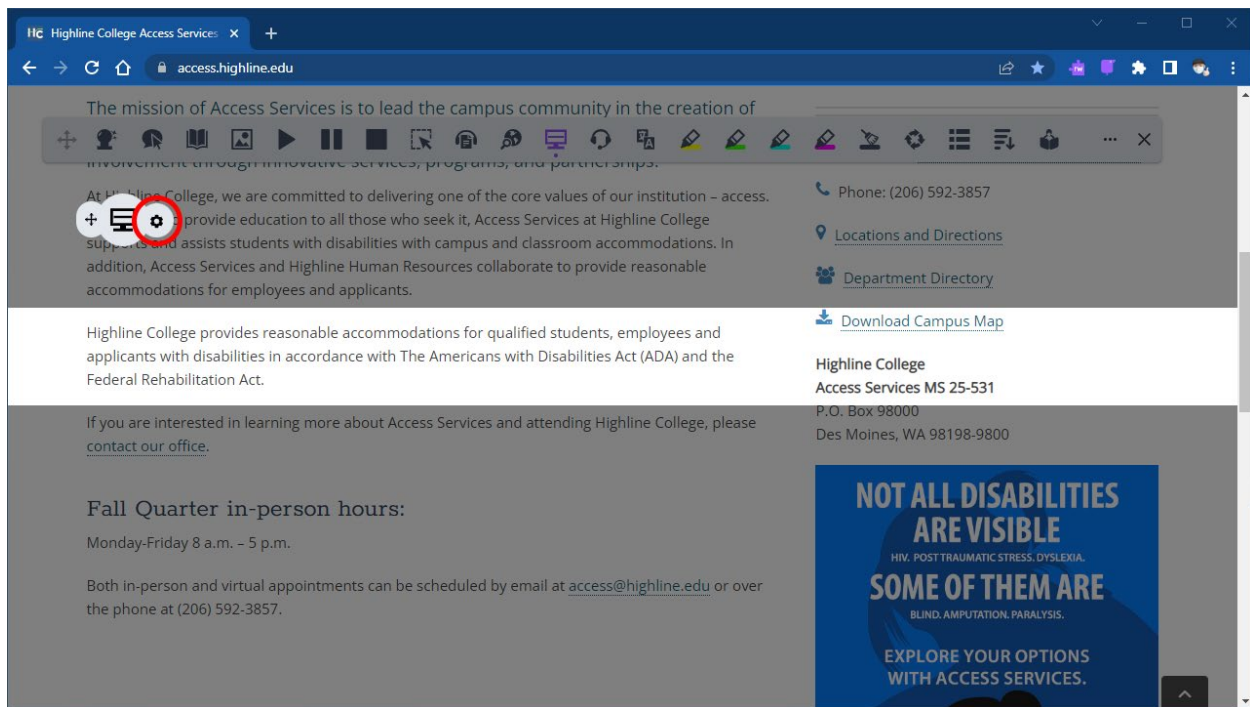 Highline College Access Services
access.highline.edu
The mission of Access Services is to lead the campus community in the creation of
involvement through innovative services, programs, and partnerships.
At Highline College, we are committed to delivering one of the core values of our institution – access.
provide education to all those who seek it, Access Services at Highline College
supports and assists students with disabilities with campus and classroom accommodations. In
addition, Access Services and Highline Human Resources collaborate to provide reasonable
accommodations for employees and applicants.
Highline College provides reasonable accommodations for qualified students, employees and
applicants with disabilities in accordance with The Americans with Disabilities Act (ADA) and the
Federal Rehabilitation Act.
If you are interested in learning more about Access Services and attending Highline College, please
contact our office.
Fall Quarter in-person hours:
Monday-Friday 8 a.m. – 5 p.m.
Both in-person and virtual appointments can be scheduled by email at access@highline.edu or over
the phone at (206) 592-3857.
Phone: (206) 592-3857
Locations and Directions
Department Directory
Download Campus Map
Highline College
Access Services MS 25-531
P.O. Box 98000
Des Moines, WA 98198-9800
NOT ALL DISABILITIES
ARE VISIBLE
HIV. POST TRAUMATIC STRESS. DYSLEXIA.
SOME OF THEM ARE
BLIND. AMPUTATION. PARALYSIS.
EXPLORE YOUR OPTIONS
WITH ACCESS SERVICES.